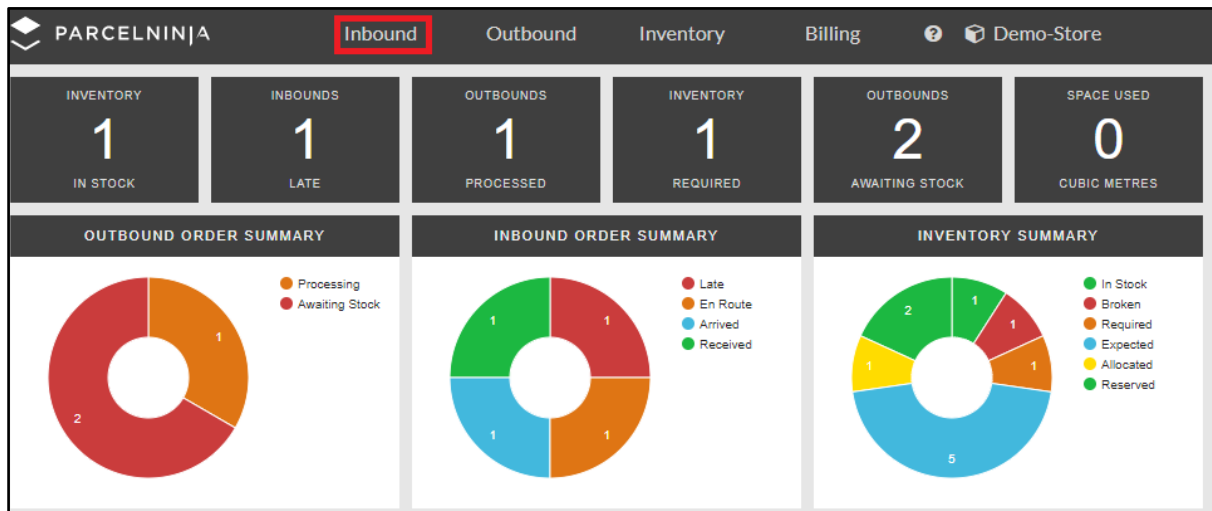 PARCELNINJA Inbound Outbound Inventory Billing ? Demo-Store
INVENTORY
1
IN STOCK
INBOUNDS
1
LATE
OUTBOUNDS
1
PROCESSED
INVENTORY
1
REQUIRED
OUTBOUNDS
2
AWAITING STOCK
SPACE USED
0
CUBIC METRES
OUTBOUND ORDER SUMMARY
Processing
Awaiting Stock
1
2
INBOUND ORDER SUMMARY
Late
En Route
Arrived
Received
1
1
1
1
INVENTORY SUMMARY
In Stock
Broken
Required
Expected
Allocated
Reserved
2
1
1
1
1
5